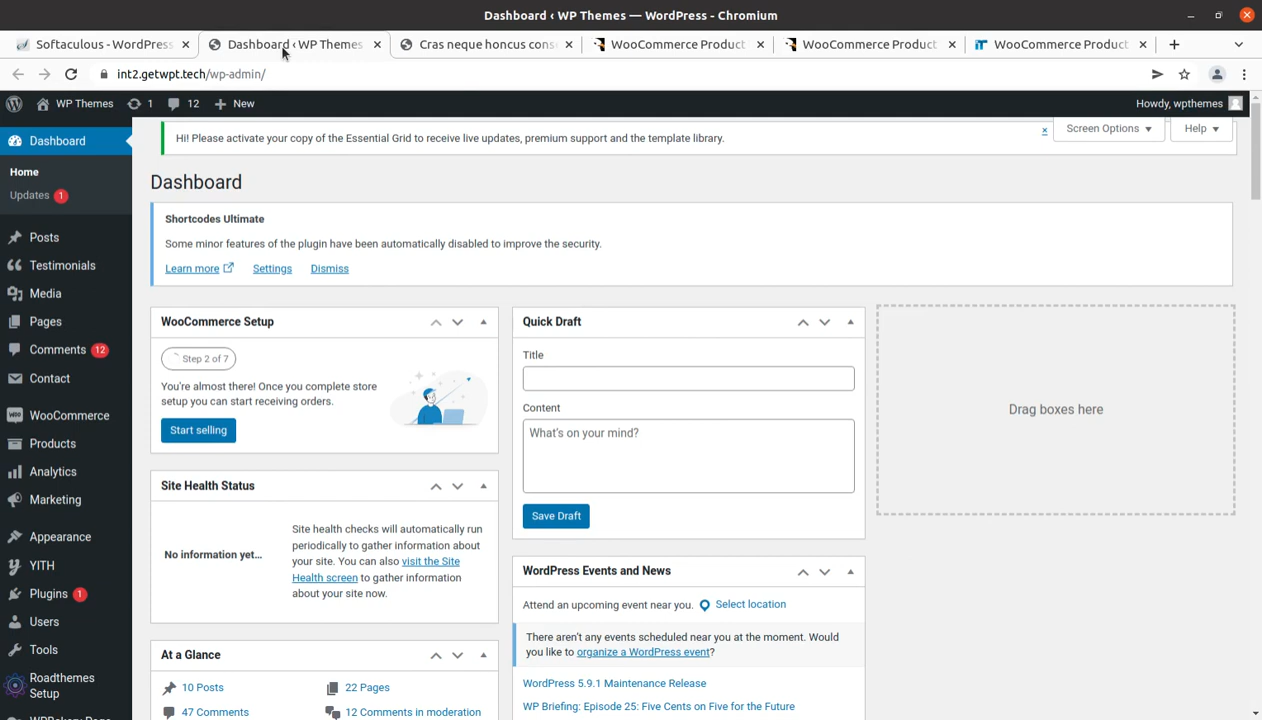 Dashboard ‹ WP Themes — WordPress - Chromium
Softaculous - WordPress
Dashboard ‹ WP Themes
Cras neque honcus cons
WooCommerce Product
WooCommerce Product
WooCommerce Product
int2.getwpt.tech/wp-admin/
WP Themes
1
12
New
Howdy, wpthemes
Hi! Please activate your copy of the Essential Grid to receive live updates, premium support and the template library.
Screen Options
Help
Dashboard
Home
Updates 1
Posts
Testimonials
Media
Pages
Comments 12
Contact
WooCommerce
Products
Analytics
Marketing
Appearance
YITH
Plugins 1
Users
Tools
Roadthemes
Setup
Dashboard
Shortcodes Ultimate
Some minor features of the plugin have been automatically disabled to improve the security.
Learn more
Settings
Dismiss
WooCommerce Setup
Step 2 of 7
You're almost there! Once you complete store
setup you can start receiving orders.
Start selling
Site Health Status
No information yet...
Site health checks will automatically run
periodically to gather information about
your site. You can also visit the Site
Health screen to gather information
about your site now.
At a Glance
10 Posts
22 Pages
47 Comments
12 Comments in moderation
Quick Draft
Title
Content
What's on your mind?
Save Draft
WordPress Events and News
Attend an upcoming event near you. Select location
There aren't any events scheduled near you at the moment. Would
you like to organize a WordPress event?
WordPress 5.9.1 Maintenance Release
WP Briefing: Episode 25: Five Cents on Five for the Future
Drag boxes here